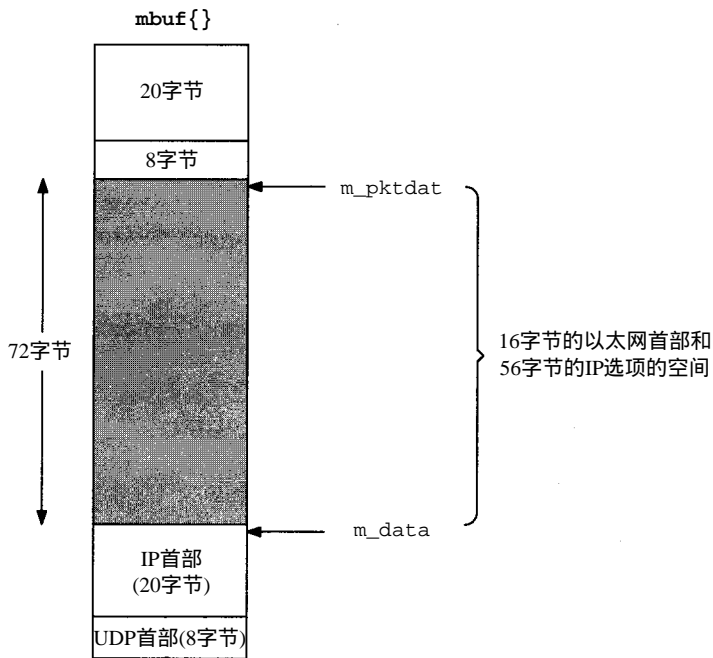 mbuf{}
20字节
8字节
m_pktdat
72字节
16字节的以太网首部和
56字节的IP选项的空间
m_data
IP首部
(20字节)
UDP首部(8字节)